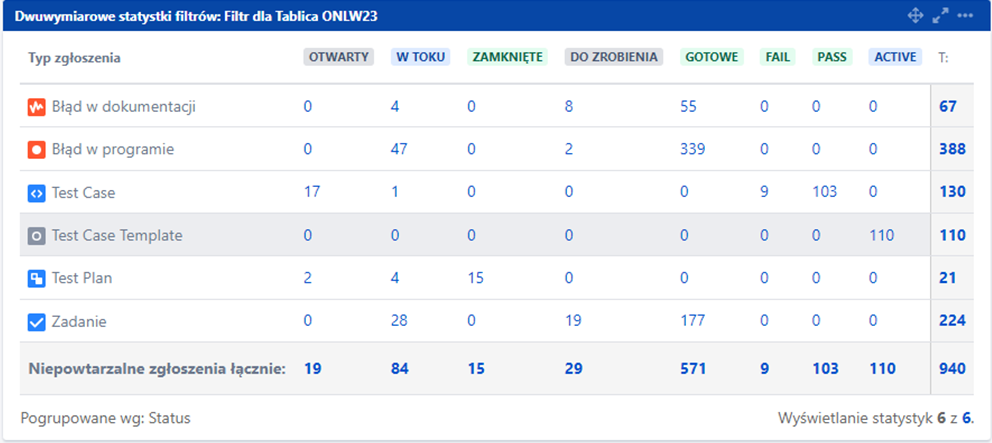 Dwuwymiarowe statystki filtrów: Filtr dla Tablica ONLW23
Typ zgłoszenia OTWARTY W TOKU ZAMKNIĘTE DO ZROBIENIA GOTOWE FAIL PASS ACTIVE T:
Błąd w dokumentacji 0 4 0 8 55 0 0 0 67
Błąd w programie 0 47 0 2 339 0 0 0 388
Test Case 17 1 0 0 0 9 103 0 130
Test Case Template 0 0 0 0 0 0 0 110 110
Test Plan 2 4 15 0 0 0 0 0 21
Zadanie 0 28 0 19 177 0 0 0 224
Niepowtarzalne zgłoszenia łącznie: 19 84 15 29 571 9 103 110 940
Pogrupowane wg: Status Wyświetlanie statystyk 6 z 6.